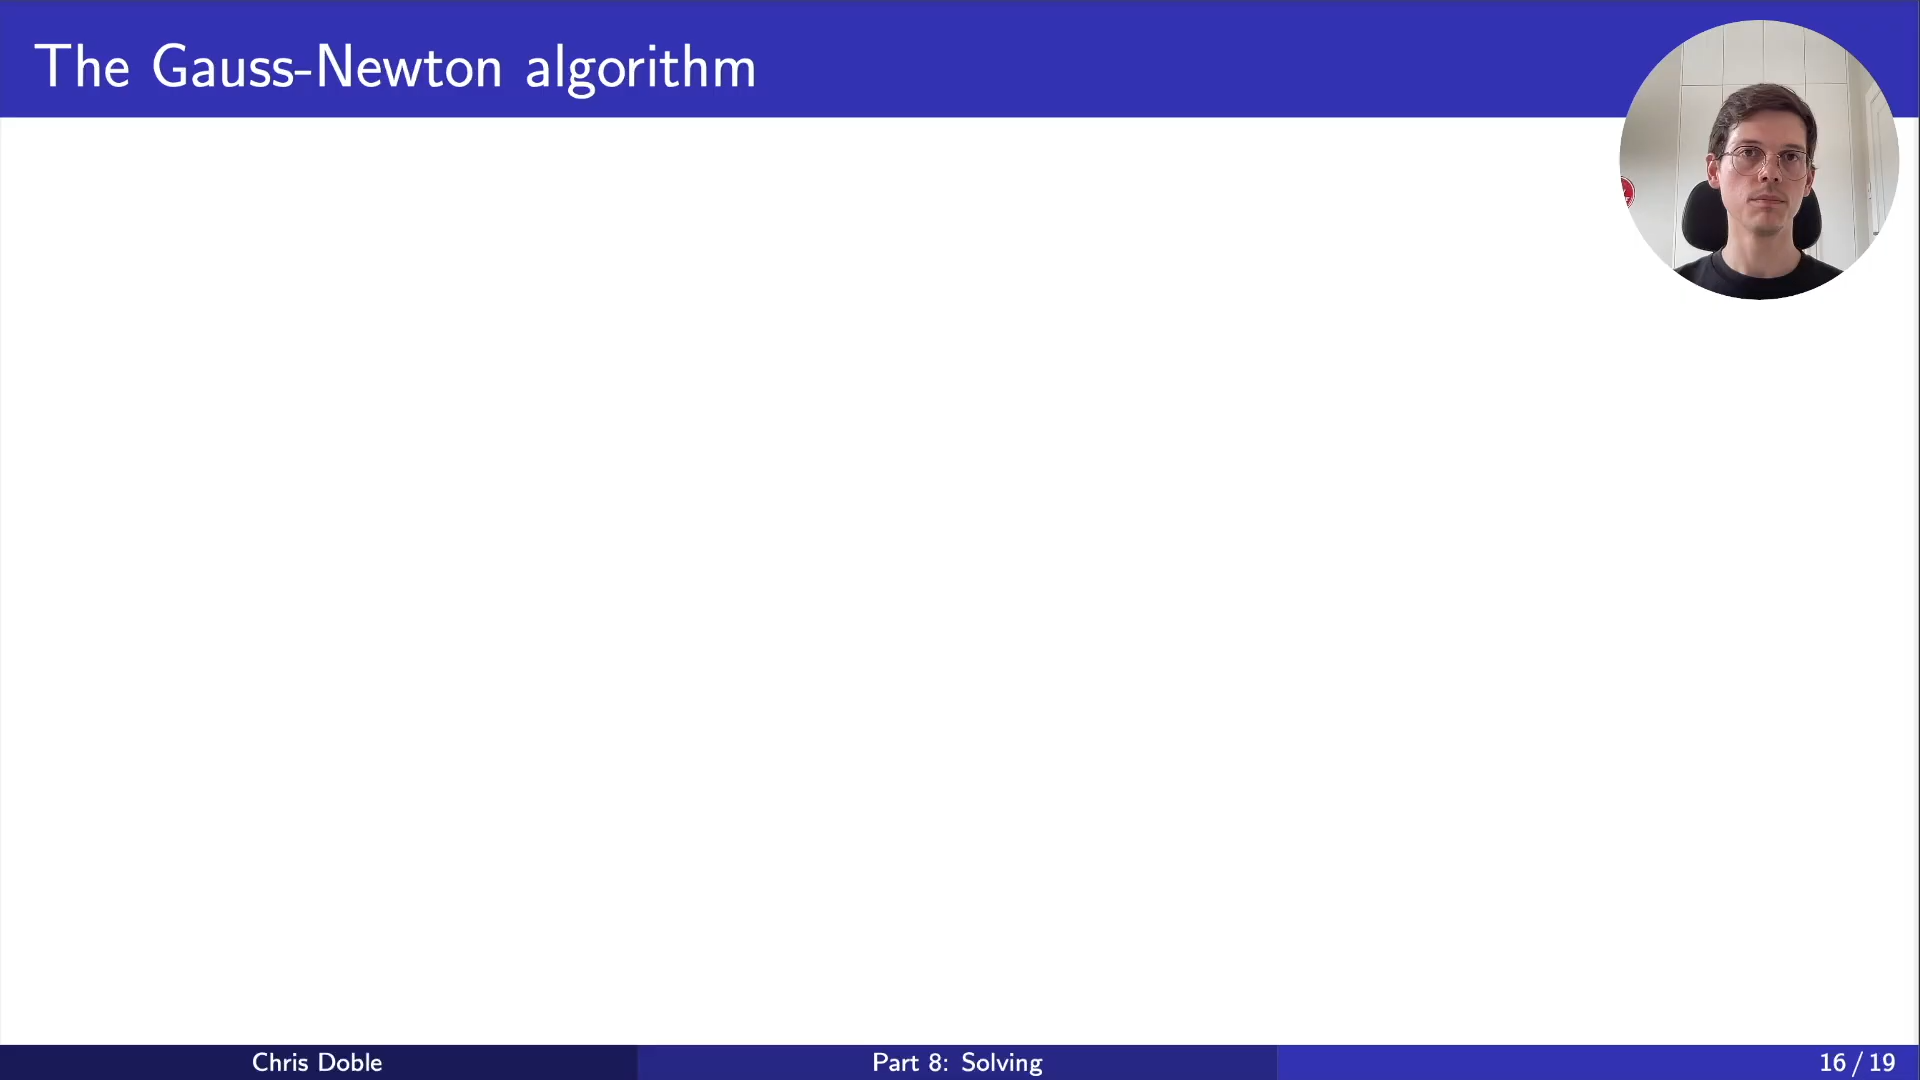 The Gauss-Newton algorithm
Chris Doble
Part 8: Solving
16 / 19